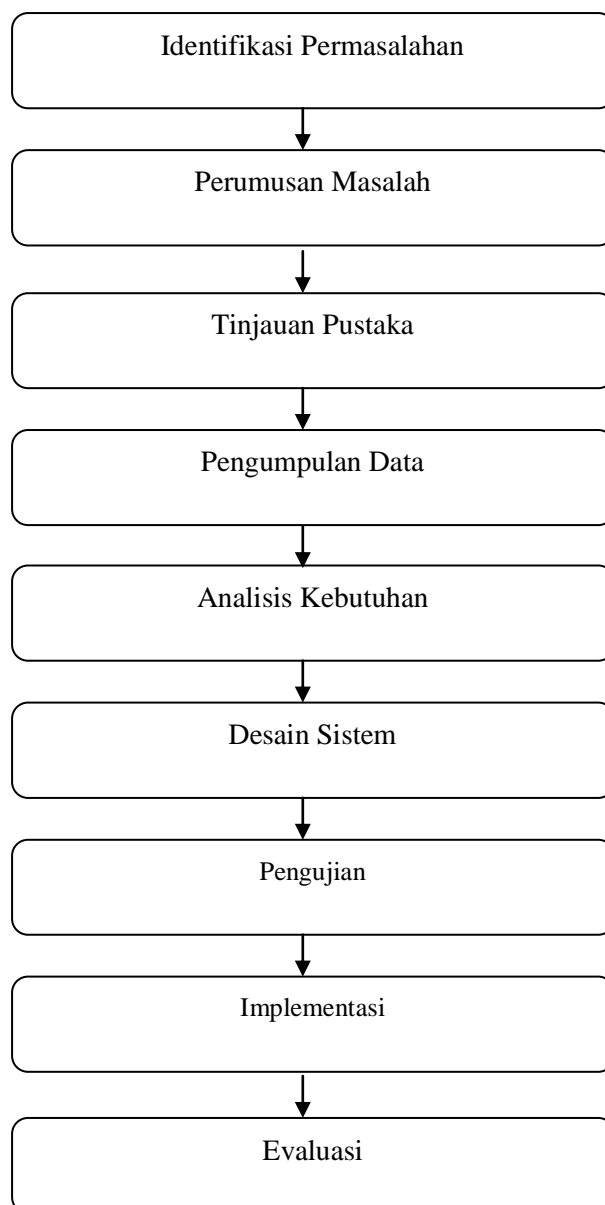 Identifikasi Permasalahan
Perumusan Masalah
Tinjauan Pustaka
Pengumpulan Data
Analisis Kebutuhan
Desain Sistem
Pengujian
Implementasi
Evaluasi